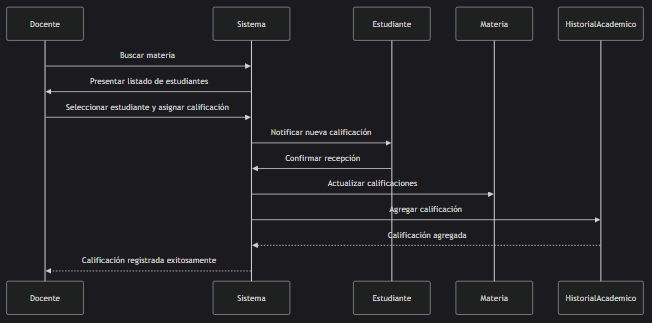 Docente
Sistema
Estudiante
Materia
HistorialAcademico
Buscar materia
Presentar listado de estudiantes
Seleccionar estudiante y asignar calificación
Notificar nueva calificación
Confirmar recepción
Actualizar calificaciones
Agregar calificación
Calificación agregada
Calificación registrada exitosamente
Docente
Sistema
Estudiante
Materia
HistorialAcademico